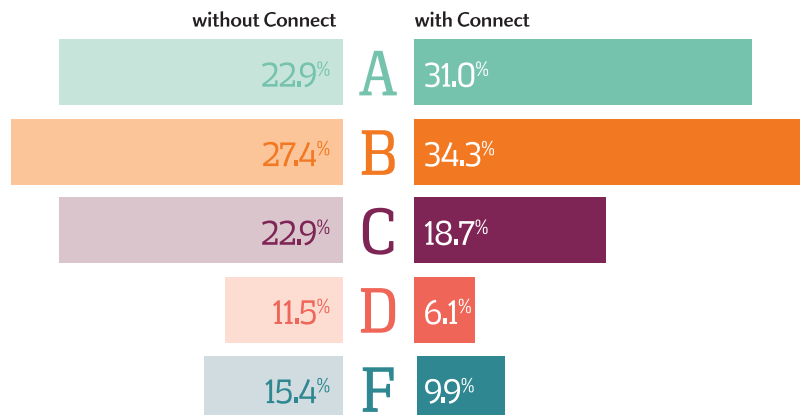 without Connect with Connect
22.9% A 31.0%
27.4% B 34.3%
22.9% C 18.7%
11.5% D 6.1%
15.4% F 9.9%